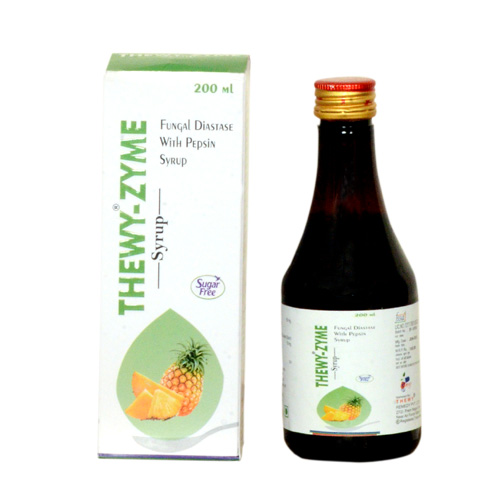 200 ml
Fungal Diastase
With Pepsin
Syrup
THEWY-ZYME®
Syrup
Sugar
Free
200 ml
Fungal Diastase
With Pepsin
Syrup
THEWY-ZYME
Syrup